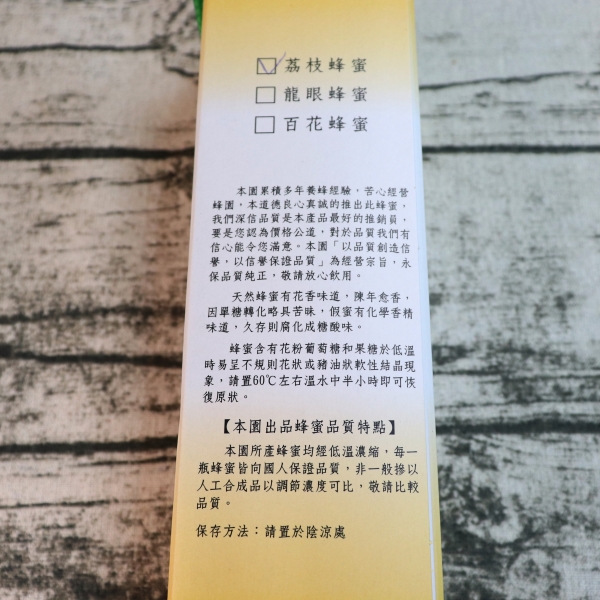 ☑荔枝蜂蜜
□龍眼蜂蜜
□百花蜂蜜
本園累積多年養蜂經驗，苦心經營
蜂園，本道德良心真誠的推出此蜂蜜，
我們深信品質是本產品最好的推銷員，
要是您認為價格公道，對於品質我們有
信心能令您滿意。本園「以品質創造信
譽，以信譽保證品質」為經營宗旨，永
保品質純正，敬請放心飲用。
天然蜂蜜有花香味道，陳年愈香，
因單糖轉化略具苦味，假蜜有化學香精
味道，久存則腐化成糖酸味。
蜂蜜含有花粉葡萄糖和果糖於低溫
時易呈不規則花狀或豬油狀軟性結晶現
象，請置60℃左右溫水中半小時即可恢
復原狀。
【本園出品蜂蜜品質特點】
本園所產蜂蜜均經低溫濃縮，每一
瓶蜂蜜皆向國人保證品質，非一般摻以
人工合成品以調節濃度可比，敬請比較
品質。
保存方法：請置於陰涼處